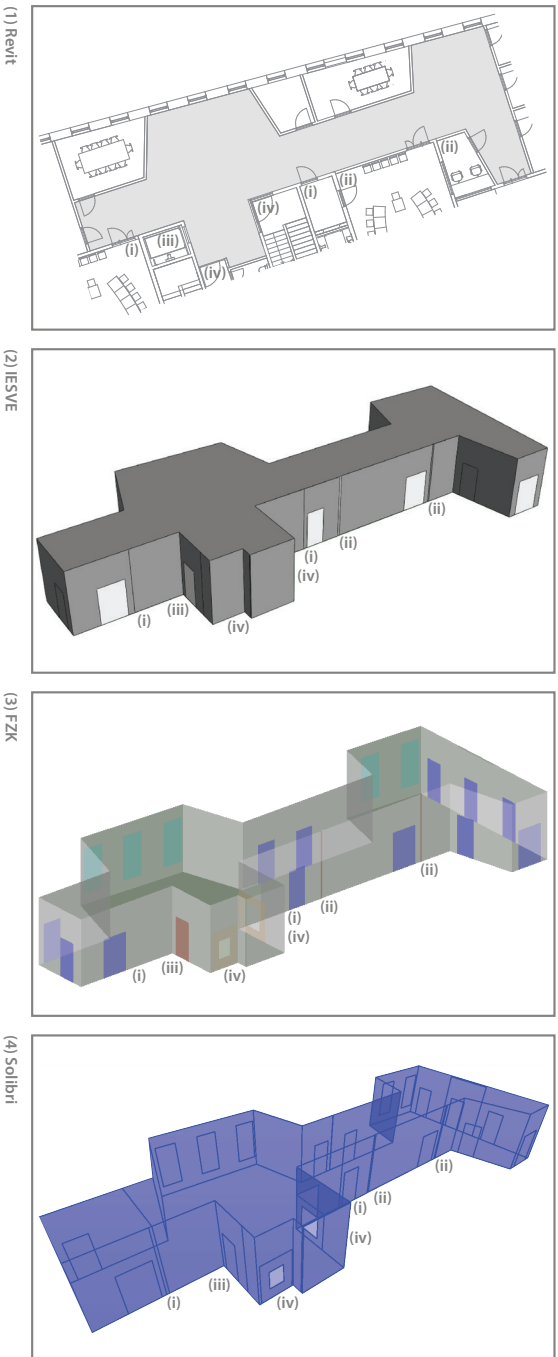 (1) Revit
(ii)
(iv)
(i)
(ii)
(i)
(iii)
(iv)
(2) IESVE
(ii)
(ii)
(i)
(iv)
(iii)
(i)
(iv)
(3) FZK
(ii)
(ii)
(i)
(iv)
(iii)
(i)
(iv)
(4) Solibri
(ii)
(ii)
(i)
(iv)
(iii)
(i)
(iv)